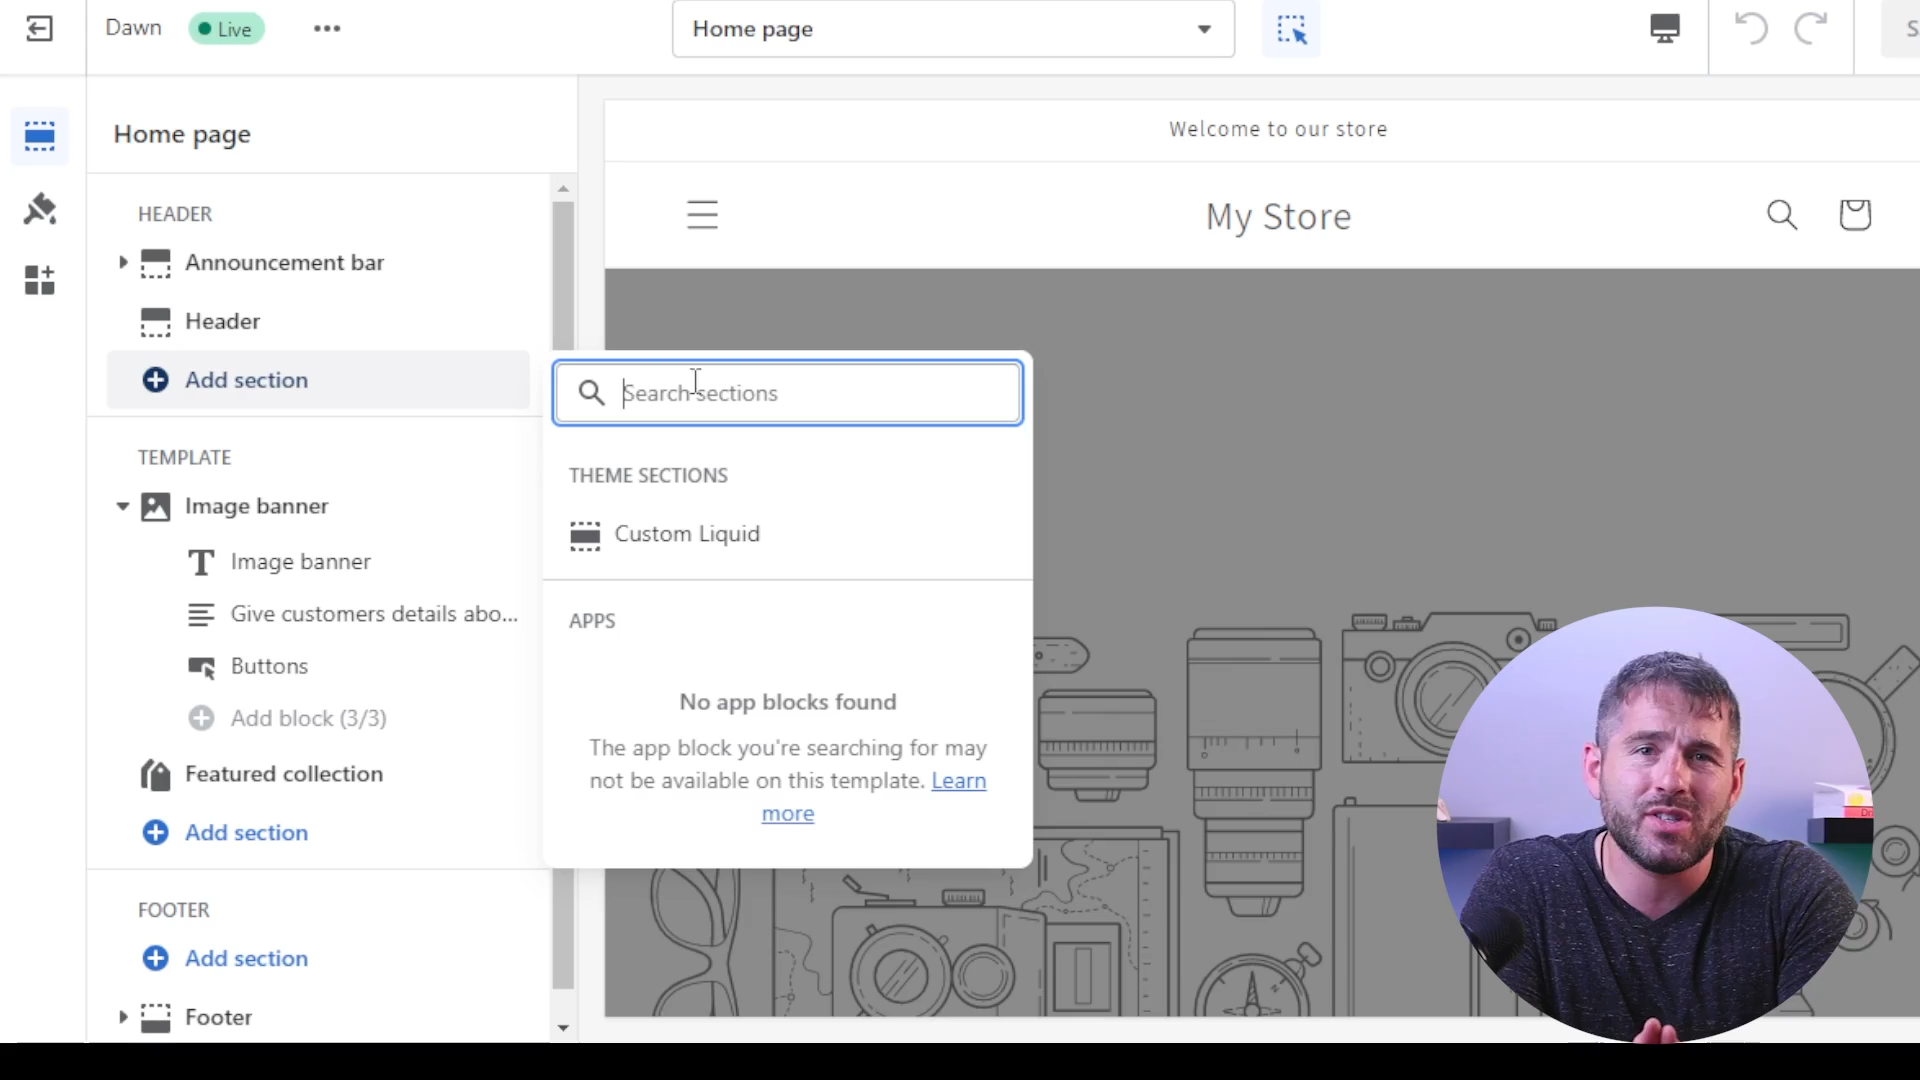 Dawn
Live
Home page
Home page
HEADER
Announcement bar
Header
Add section
TEMPLATE
Image banner
Image banner
Give customers details abo...
Buttons
Add block (3/3)
Featured collection
Add section
FOOTER
Add section
Footer
Search sections
THEME SECTIONS
Custom Liquid
APPS
No app blocks found
The app block you're searching for may
not be available on this template. Learn
more
Welcome to our store
My Store